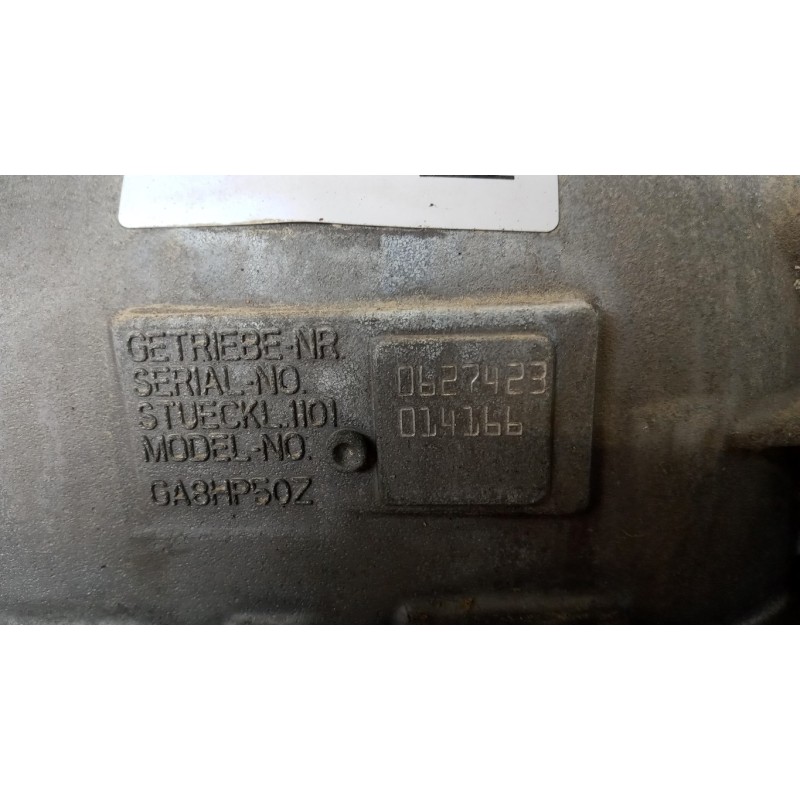 GETRIEBE-NR.
SERIAL-NO. 0627423
STUECKL.1101 014166
MODEL-NO.
GA8HP50Z